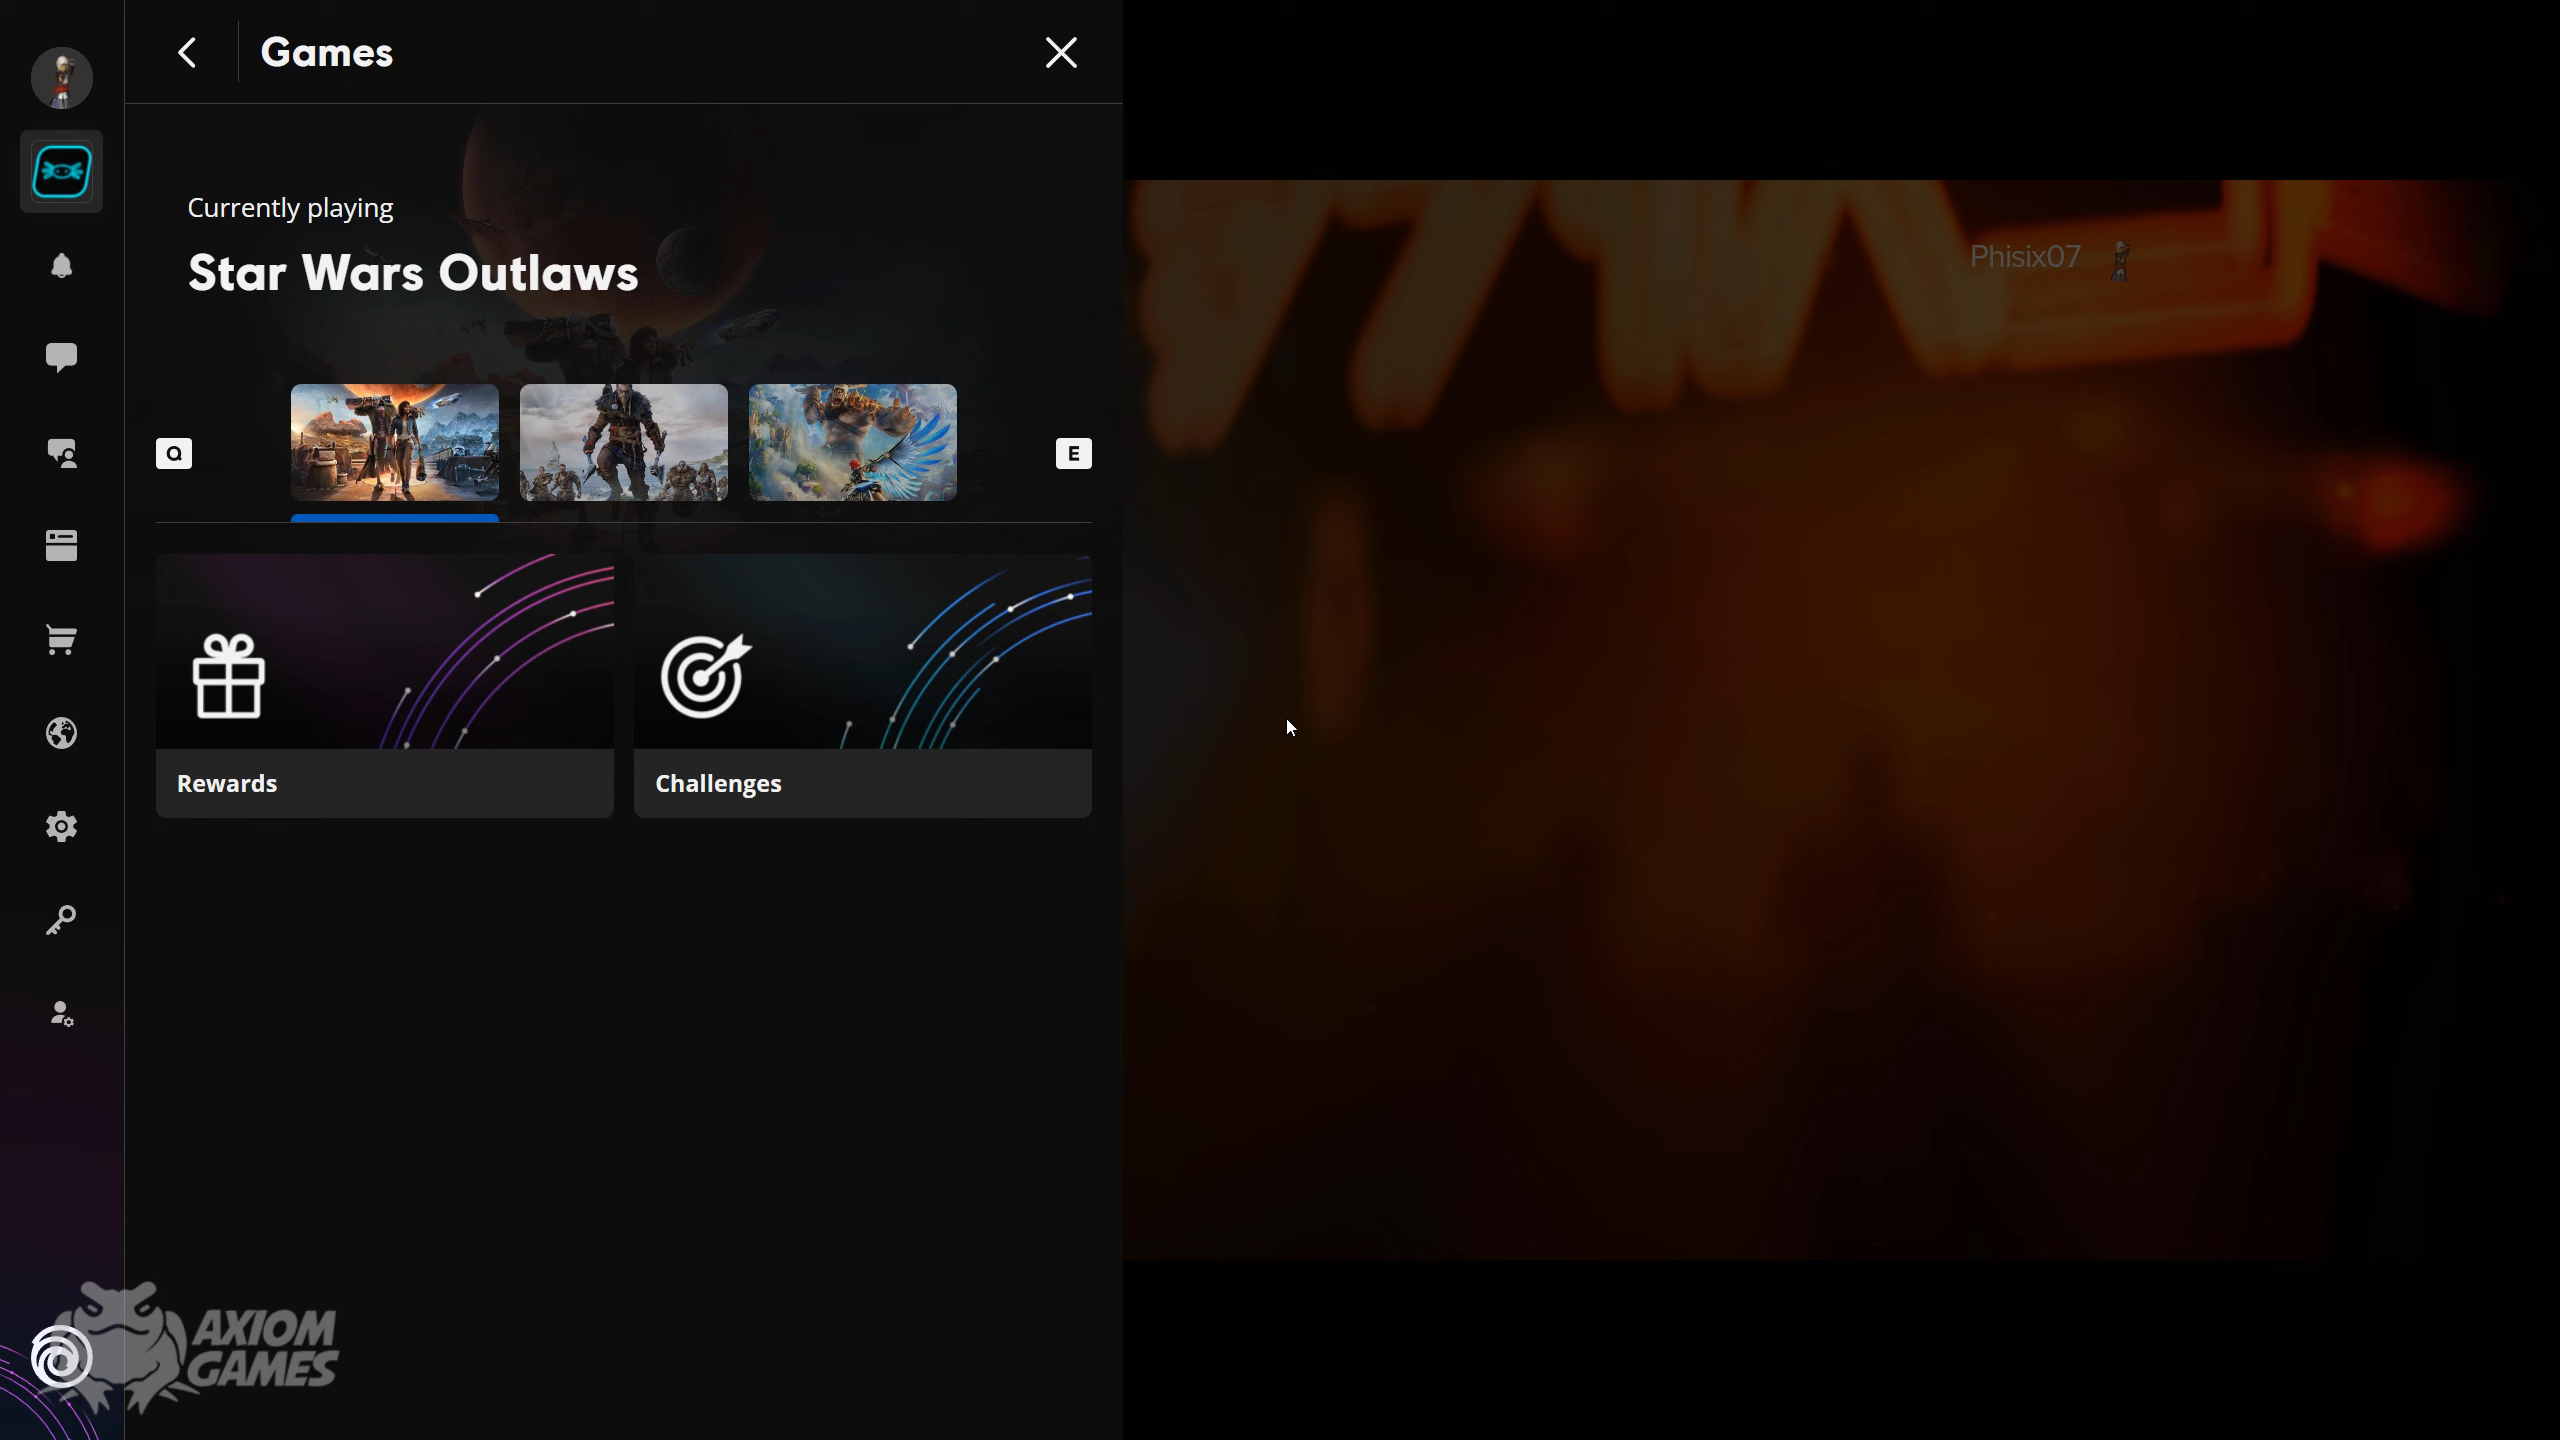 Games
Currently playing
Star Wars Outlaws
Q
E
Rewards
Challenges
Phisix07
AXIOM
GAMES